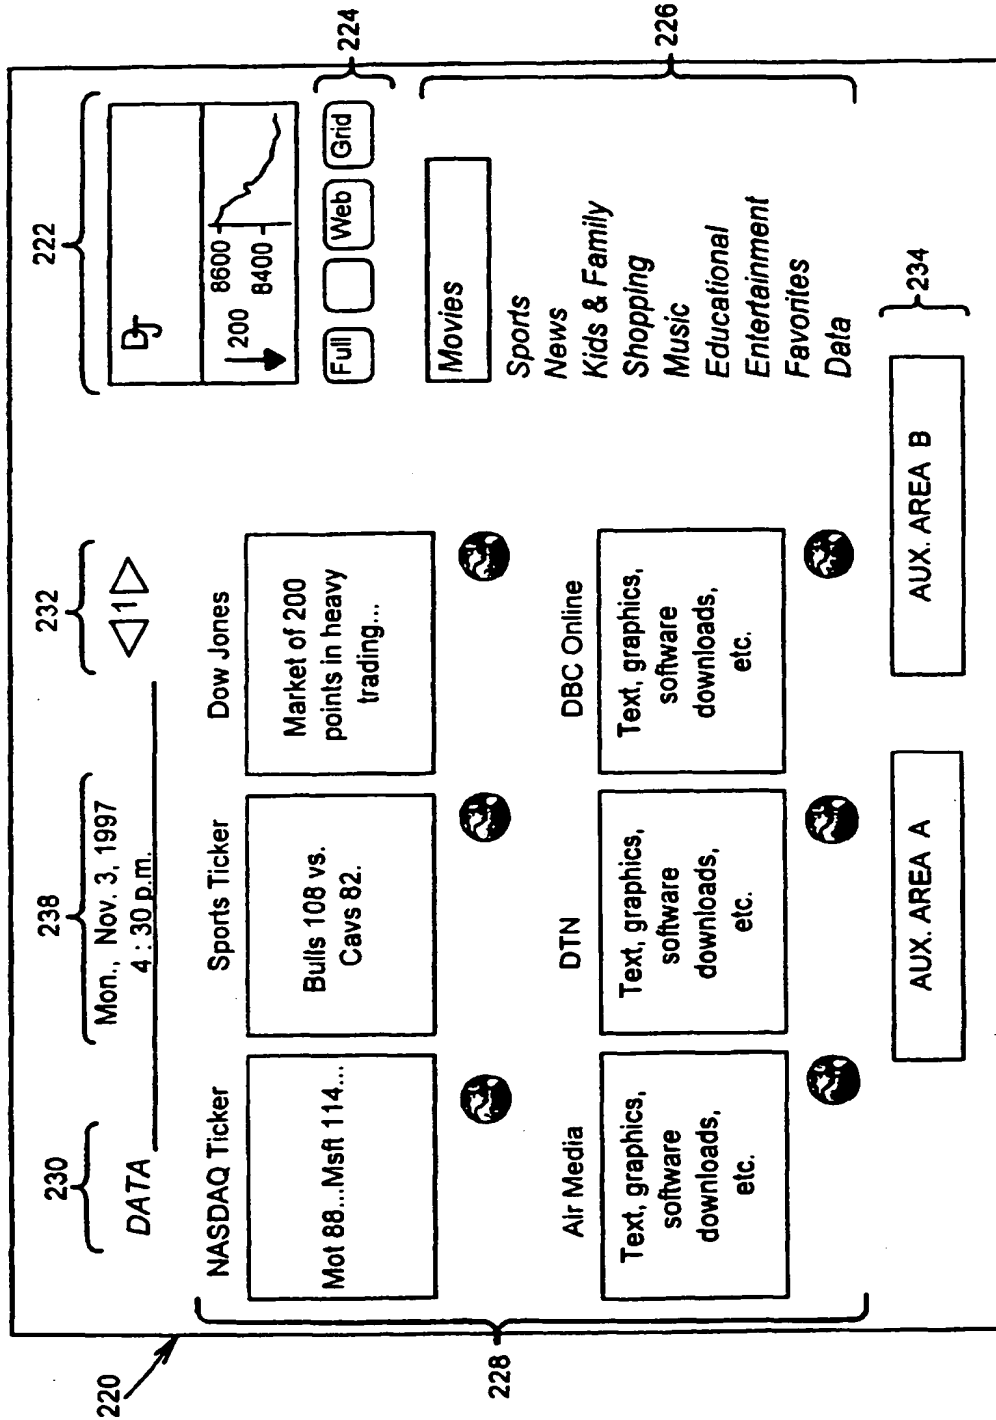 220
230
238
232
222
DATA
Mon., Nov. 3, 1997
4 : 30 p.m.
1
DJ
200
8600
8400
224
Full
Web
Grid
228
NASDAQ Ticker
Mot 88...Msft 114...
Sports Ticker
Bulls 108 vs.
Cavs 82.
Dow Jones
Market of 200
points in heavy
trading...
Air Media
Text, graphics,
software
downloads,
etc.
DTN
Text, graphics,
software
downloads,
etc.
DBC Online
Text, graphics,
software
downloads,
etc.
226
Movies
Sports
News
Kids & Family
Shopping
Music
Educational
Entertainment
Favorites
Data
AUX. AREA A
AUX. AREA B
234